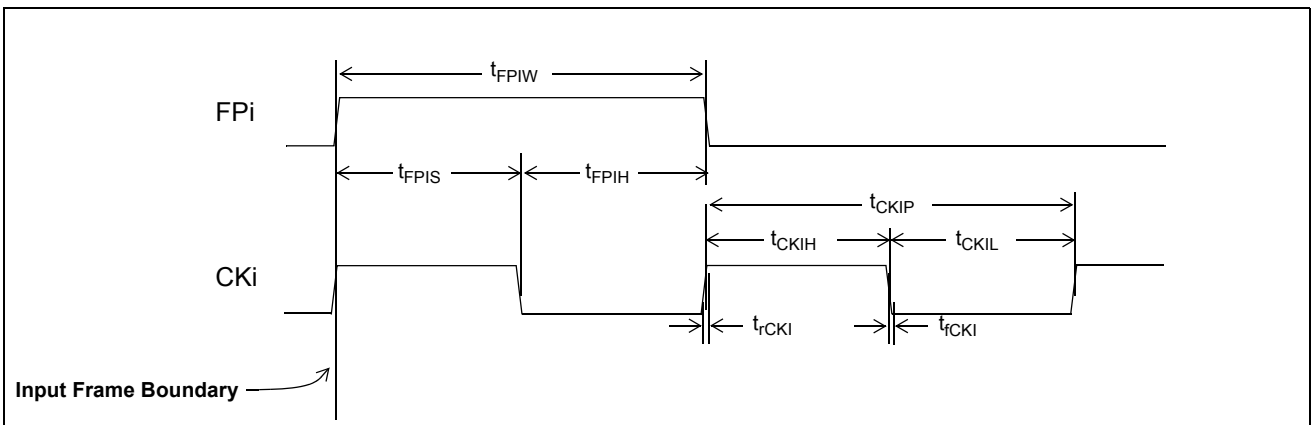 tFPIW
FPi
tFPIS
tFPIH
tCKIP
tCKIH
tCKIL
CKi
trCKI
tfCKI
Input Frame Boundary